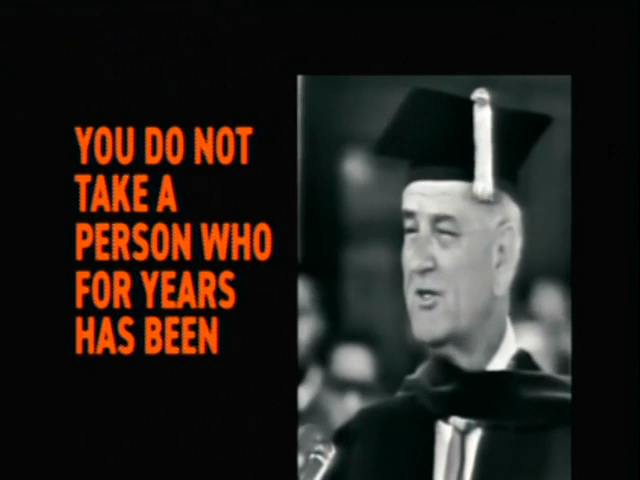 YOU DO NOT
TAKE A
PERSON WHO
FOR YEARS
HAS BEEN